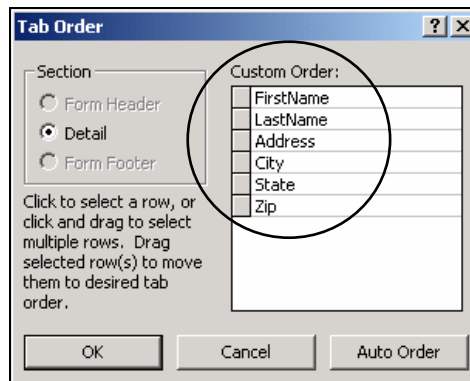 Tab Order
Section
Form Header
Detail
Form Footer
Click to select a row, or
click and drag to select
multiple rows. Drag
selected row(s) to move
them to desired tab
order.
Custom Order:
FirstName
LastName
Address
City
State
Zip
OK
Cancel
Auto Order